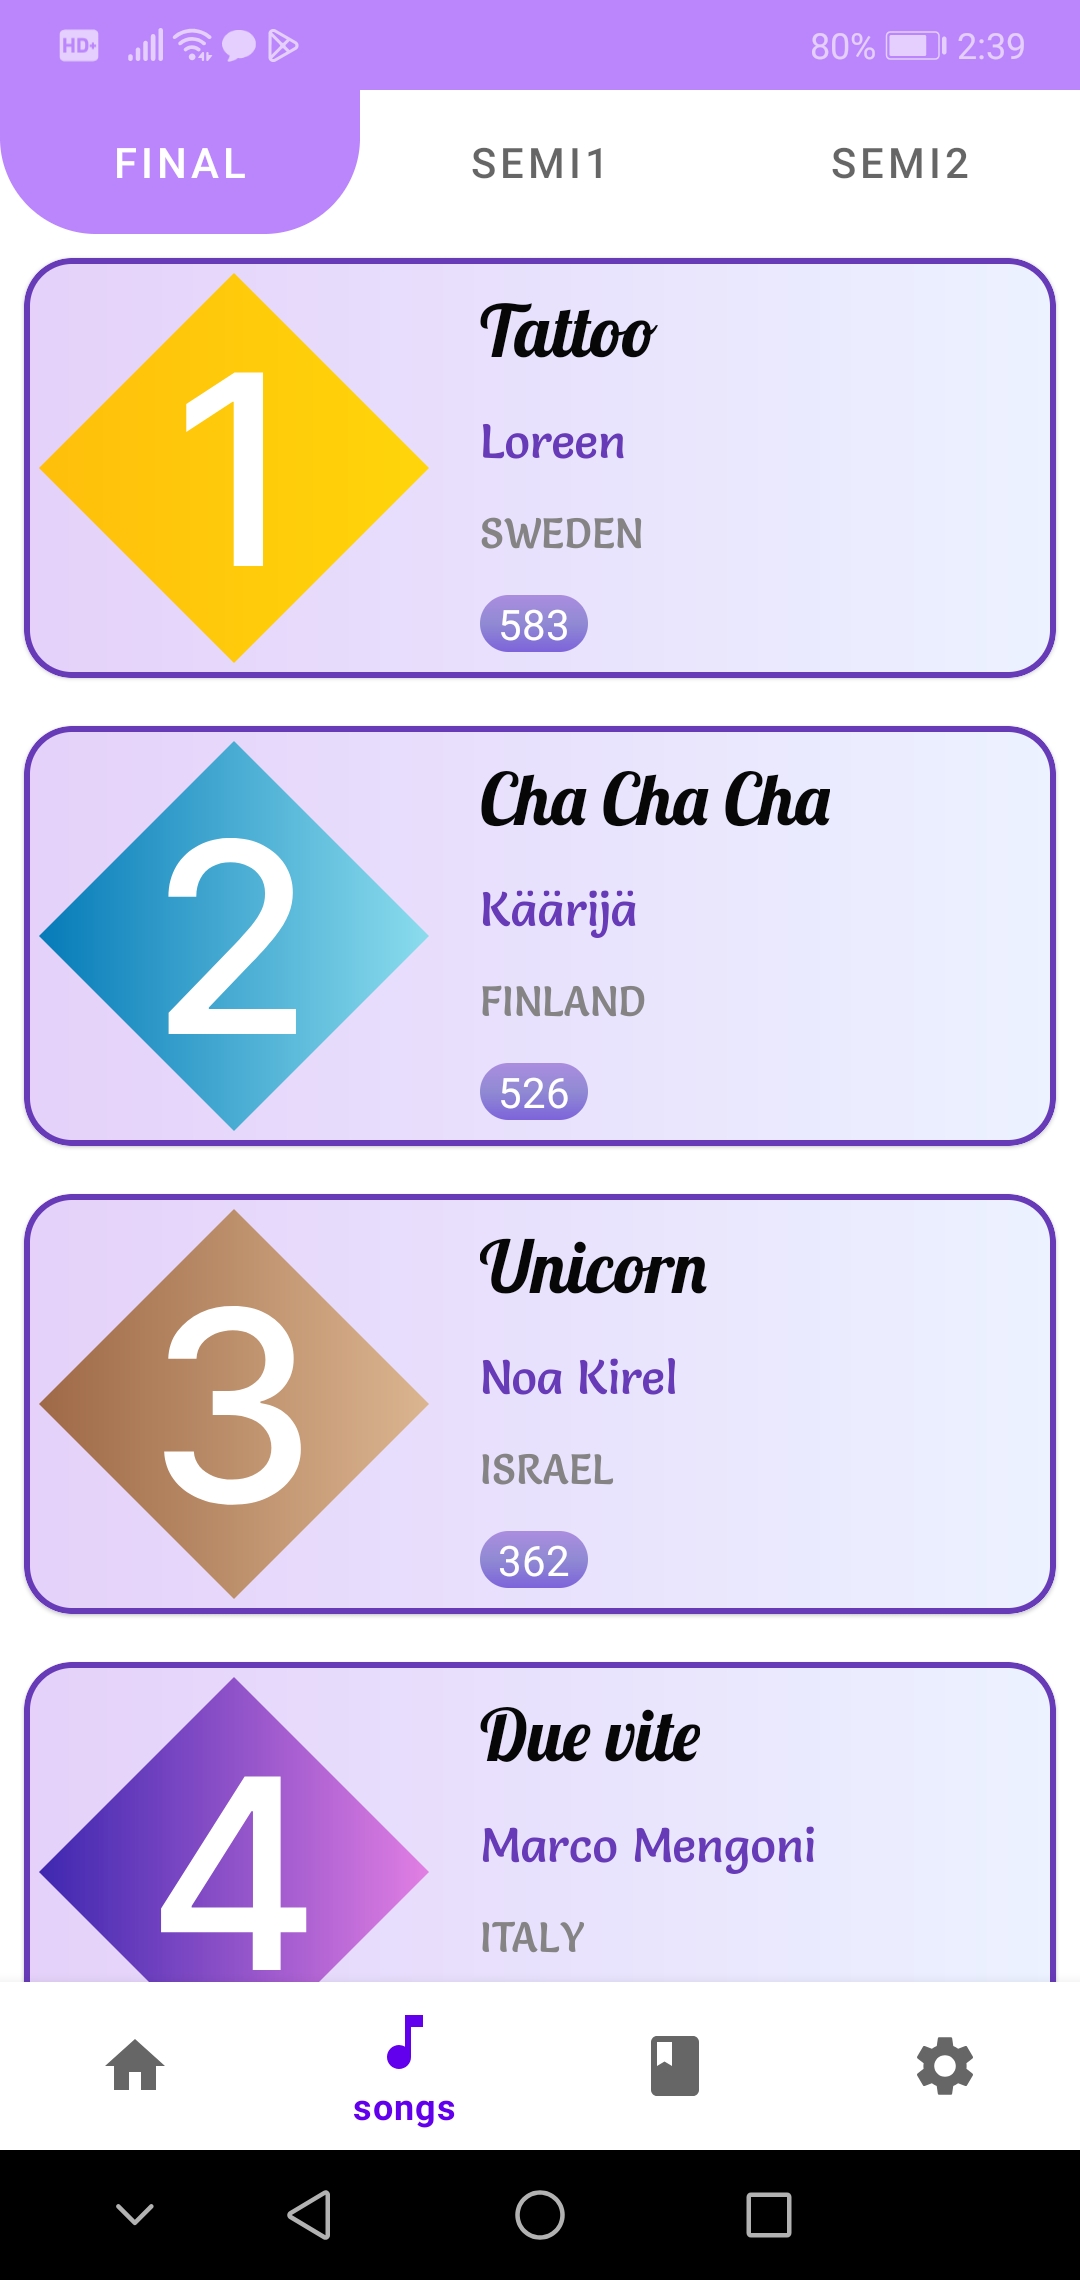 HD+ 80% 2:39
FINAL SEMI1 SEMI2
1
Tattoo
Loreen
SWEDEN
583
2
Cha Cha Cha
Käärijä
FINLAND
526
3
Unicorn
Noa Kirel
ISRAEL
362
4
Due vite
Marco Mengoni
ITALY
songs